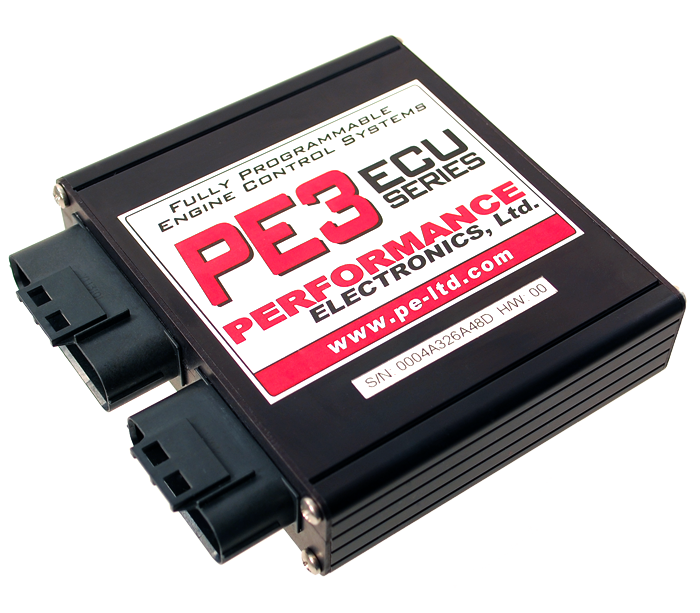 Fully Programmable
Engine Control Systems
PE3 ECU
SERIES
PERFORMANCE
ELECTRONICS, Ltd.
www.pe-ltd.com
S/N: 0004A326A48D H/W: 00